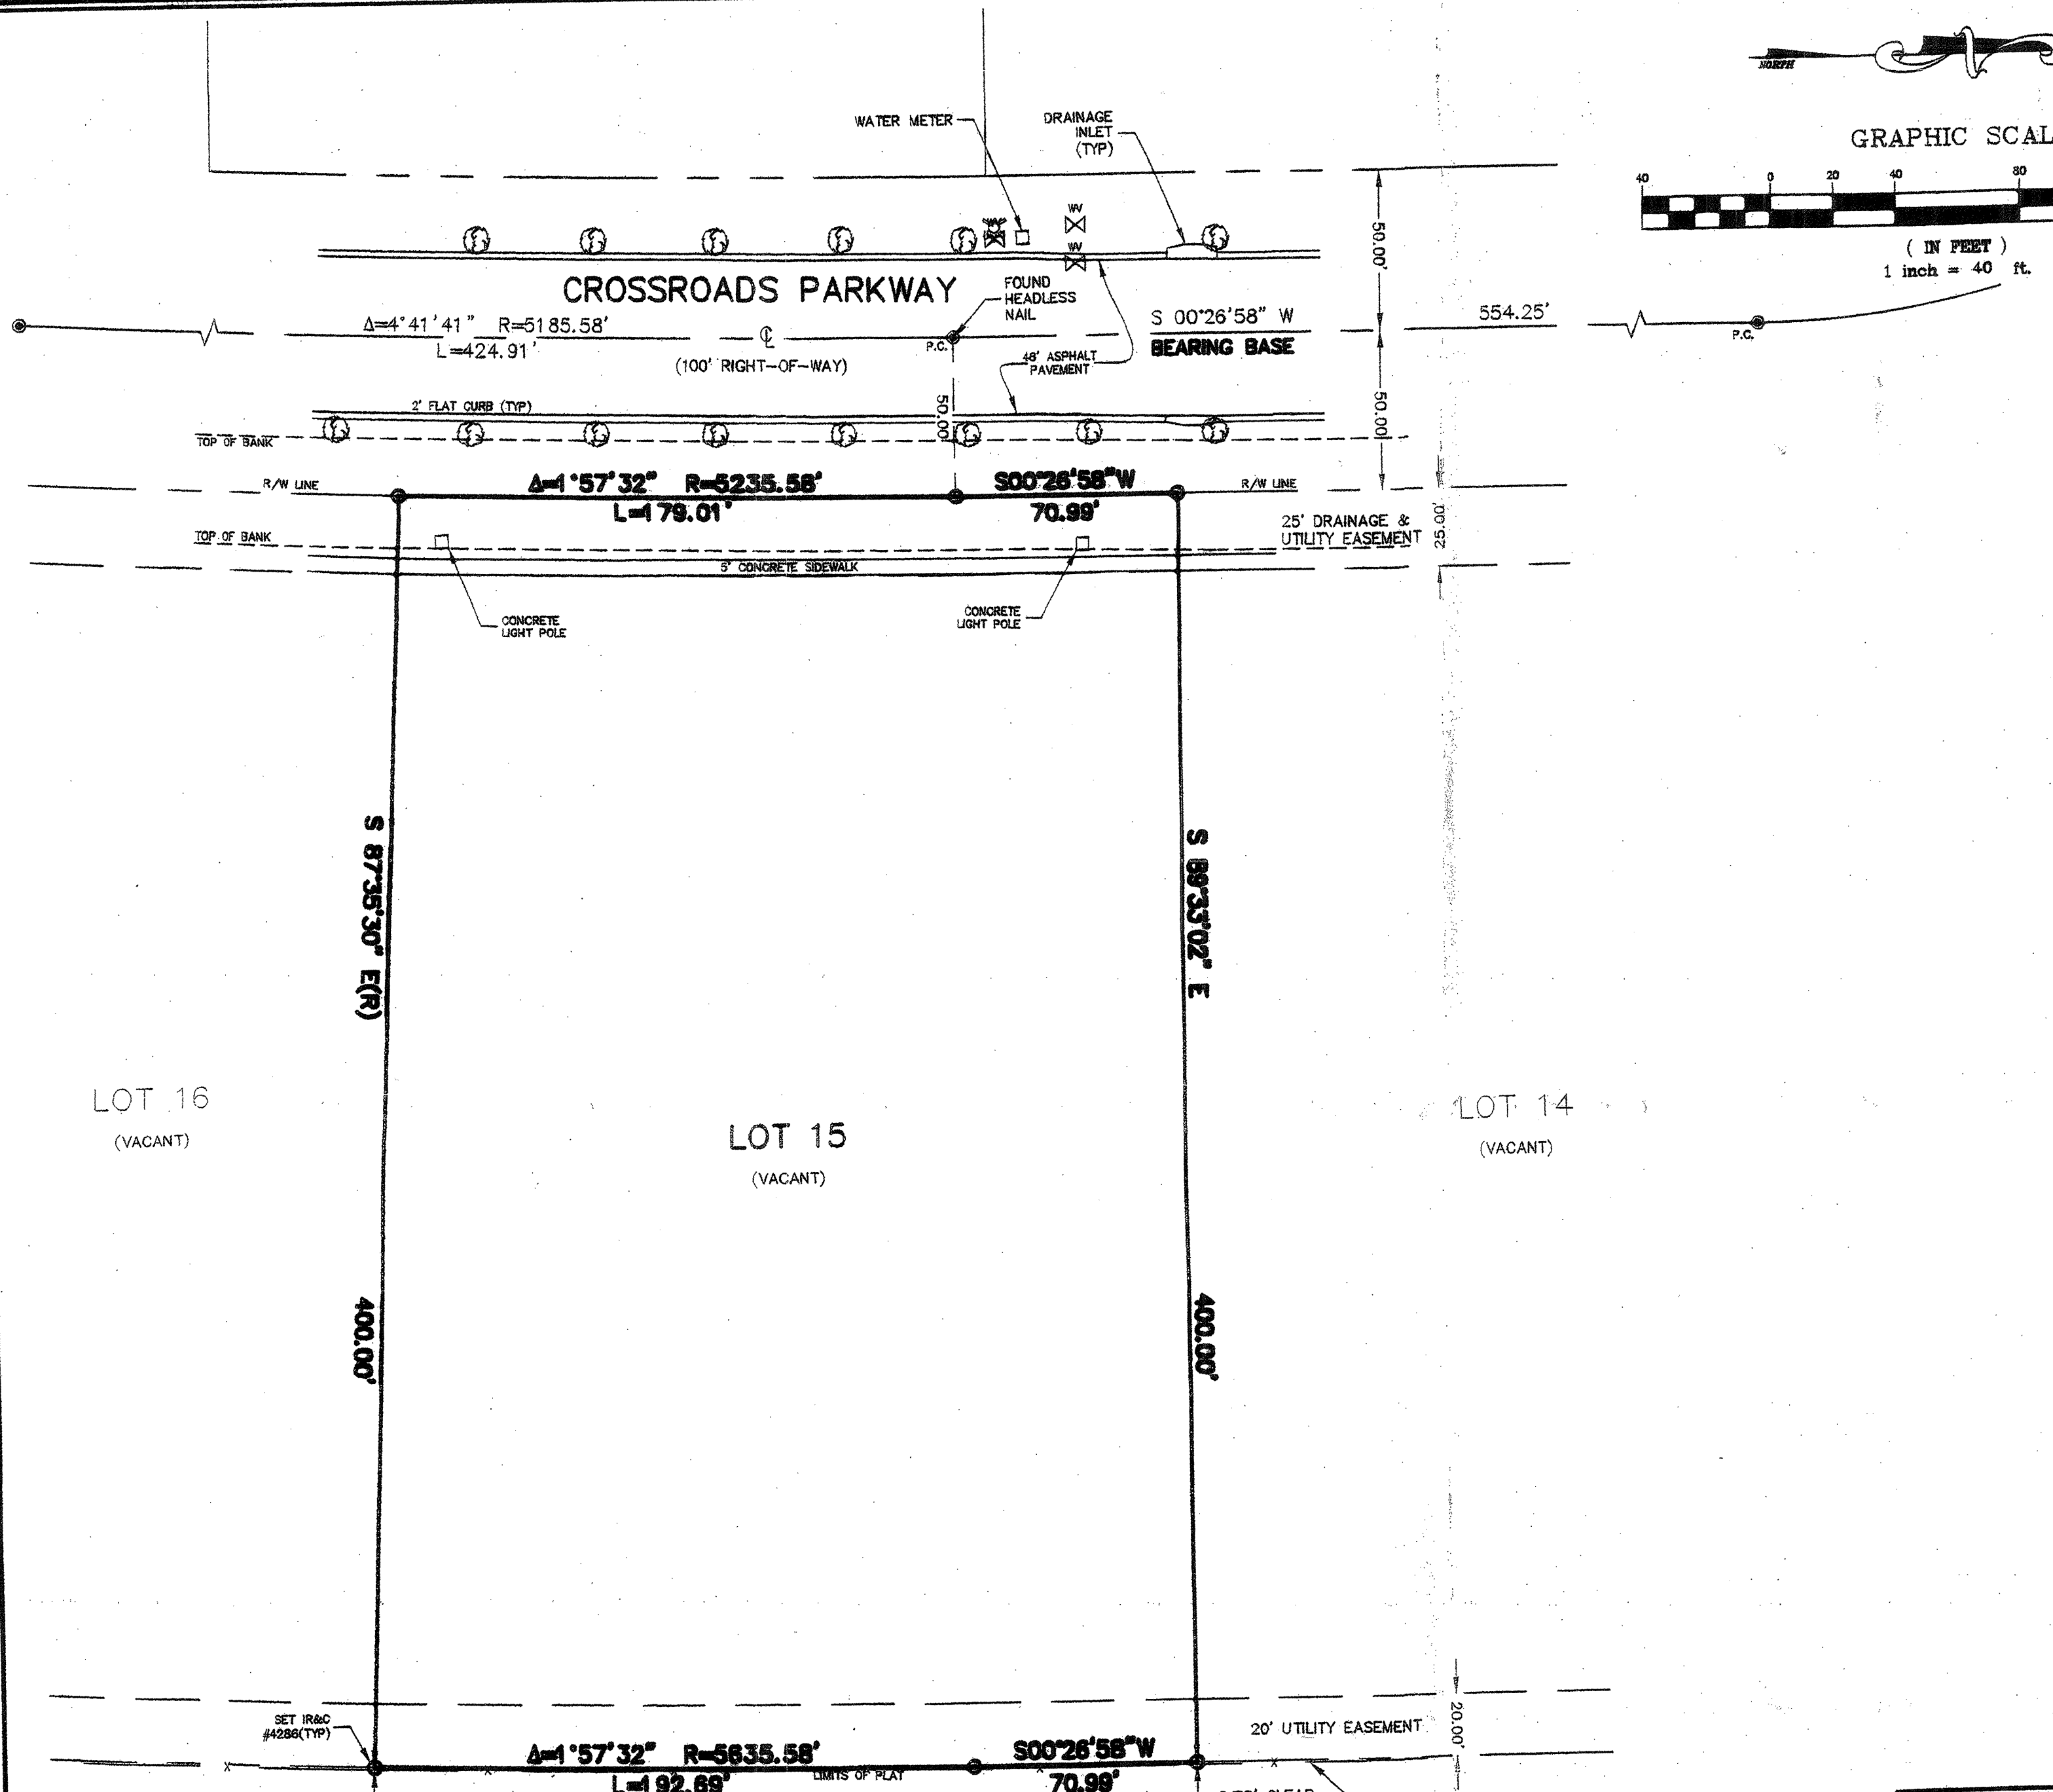 NORTH
GRAPHIC SCAL
40 0 20 40 80
( IN FEET )
1 inch = 40 ft.
WATER METER
DRAINAGE
INLET
(TYP)
WV
WV
50.00'
CROSSROADS PARKWAY
FOUND
HEADLESS
NAIL
Δ=4°41'41" R=5185.58'
L=424.91'
℄
(100' RIGHT-OF-WAY)
P.C.
S 00°26'58" W
BEARING BASE
554.25'
P.C.
48' ASPHALT
PAVEMENT
2' FLAT CURB (TYP)
50.00'
50.00'
TOP OF BANK
R/W LINE
Δ=1°57'32" R=5235.58'
L=179.01'
S00°26'58"W
70.99'
R/W LINE
25' DRAINAGE &
UTILITY EASEMENT
25.00'
TOP OF BANK
5' CONCRETE SIDEWALK
CONCRETE
LIGHT POLE
CONCRETE
LIGHT POLE
S 87°35'30" E(R)
400.00'
S 89°33'02" E
400.00'
LOT 16
(VACANT)
LOT 15
(VACANT)
LOT 14
(VACANT)
SET IR&C
#4286(TYP)
20' UTILITY EASEMENT
20.00'
Δ=1°57'32" R=5635.58'
L=192.69'
LIMITS OF PLAT
S00°26'58"W
70.99'